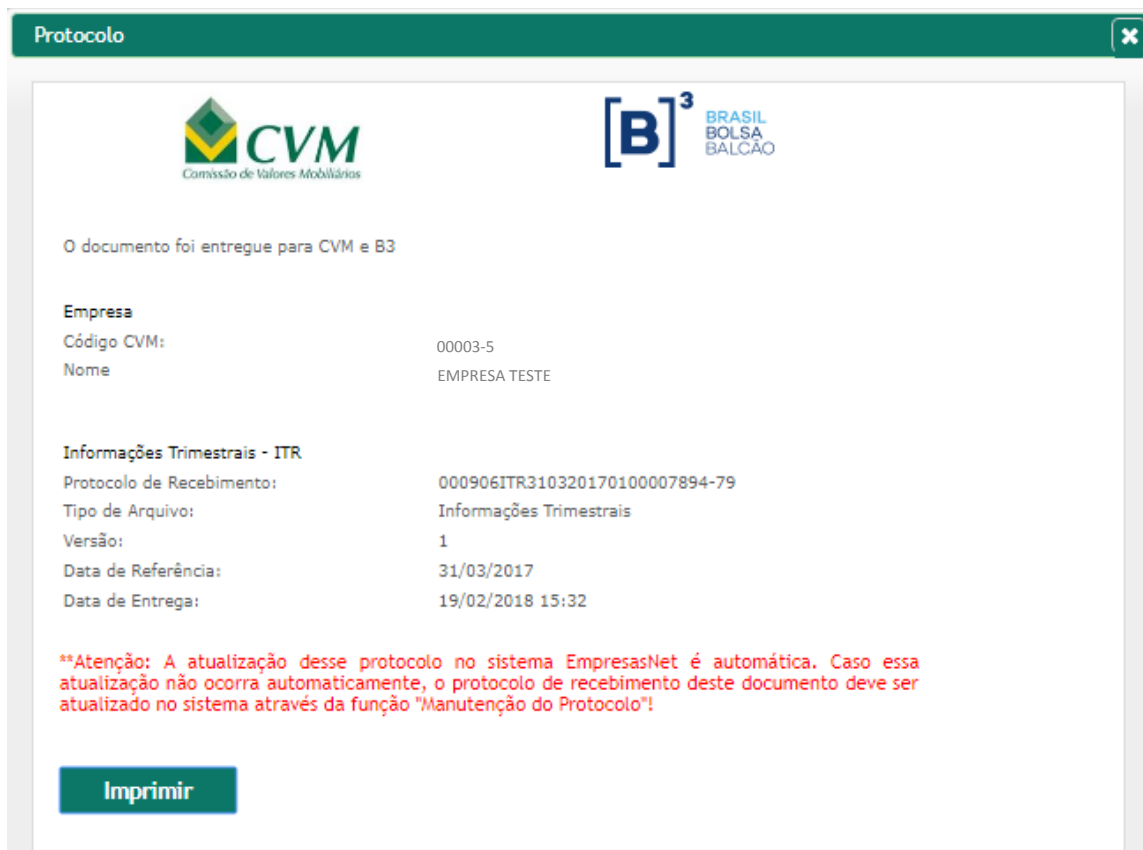 Protocolo
CVM
Comissão de Valores Mobiliários
[B]³ BRASIL
BOLSA
BALCÃO
O documento foi entregue para CVM e B3
Empresa
Código CVM: 00003-5
Nome EMPRESA TESTE
Informações Trimestrais - ITR
Protocolo de Recebimento: 000906ITR310320170100007894-79
Tipo de Arquivo: Informações Trimestrais
Versão: 1
Data de Referência: 31/03/2017
Data de Entrega: 19/02/2018 15:32
**Atenção: A atualização desse protocolo no sistema EmpresasNet é automática. Caso essa
atualização não ocorra automaticamente, o protocolo de recebimento deste documento deve ser
atualizado no sistema através da função "Manutenção do Protocolo"!
Imprimir